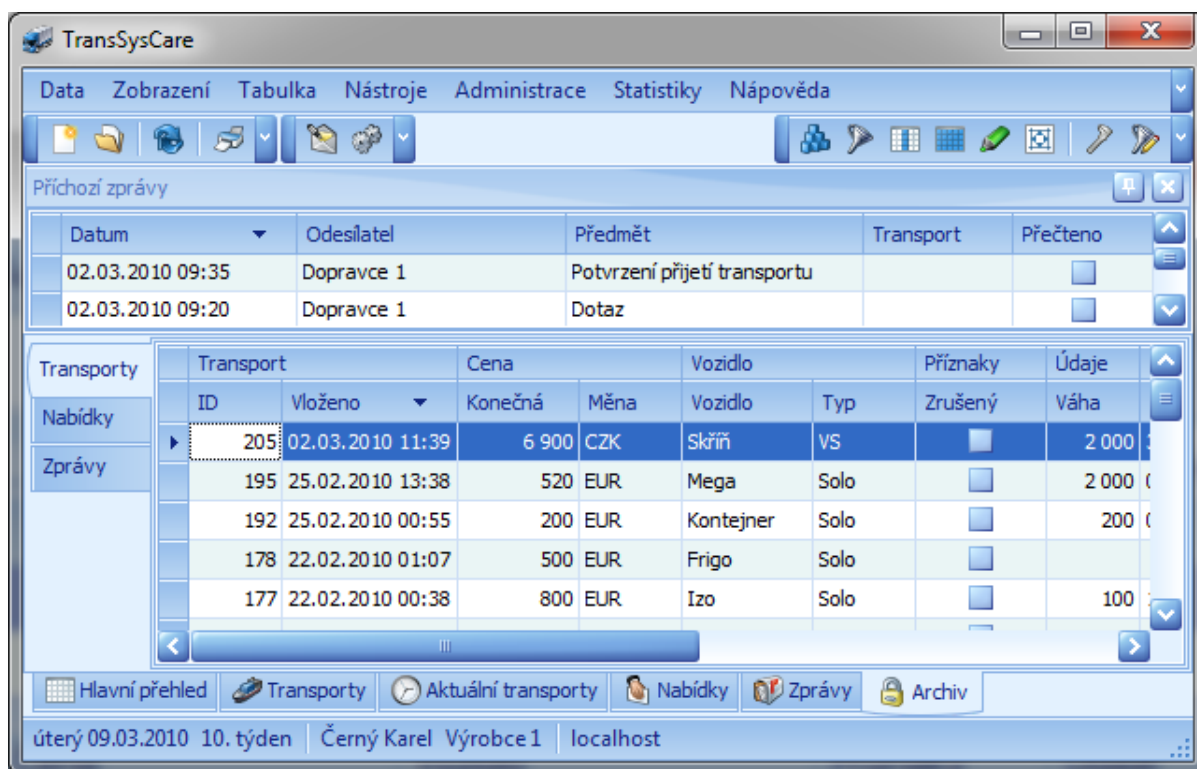 TransSysCare
Data Zobrazení Tabulka Nástroje Administrace Statistiky Nápověda
Příchozí zprávy
Datum Odesílatel Předmět Transport Přečteno
02.03.2010 09:35 Dopravce 1 Potvrzení přijetí transportu
02.03.2010 09:20 Dopravce 1 Dotaz
Transporty
Nabídky
Zprávy
Transport Cena Vozidlo Příznaky Údaje
ID Vloženo Konečná Měna Vozidlo Typ Zrušený Váha
205 02.03.2010 11:39 6 900 CZK Skříň VS 2 000
195 25.02.2010 13:38 520 EUR Mega Solo 2 000
192 25.02.2010 00:55 200 EUR Kontejner Solo 200
178 22.02.2010 01:07 500 EUR Frigo Solo
177 22.02.2010 00:38 800 EUR Izo Solo 100
Hlavní přehled Transporty Aktuální transporty Nabídky Zprávy Archiv
úterý 09.03.2010 10. týden Černý Karel Výrobce 1 localhost